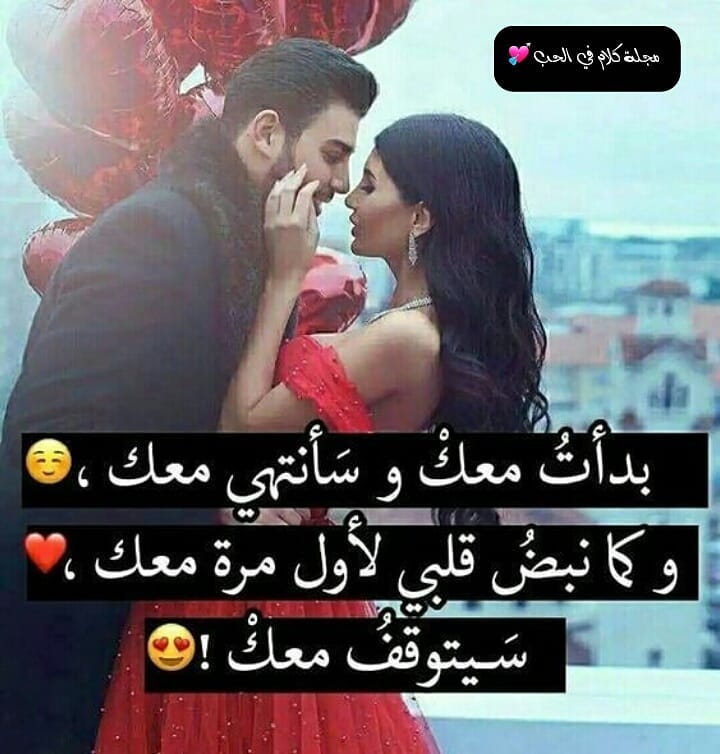 مجلة كلام في الحب 💘
بدأتُ معكْ و سَأنتهي معك ، ☺️
و كما نبضُ قلبي لأول مرة معك ، ❤️
سَيتوقفُ معكْ ! 😍